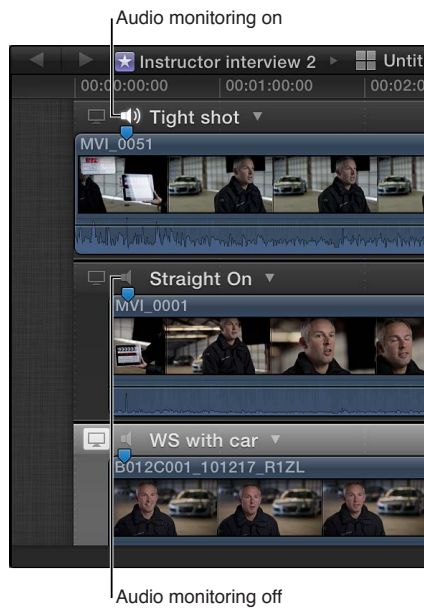 Audio monitoring on
Instructor interview 2 Untit
00:00:00:00 00:01:00:00 00:02:0
Tight shot
MVI_0051
Straight On
MVI_0001
WS with car
B012C001_101217_R1ZL
Audio monitoring off